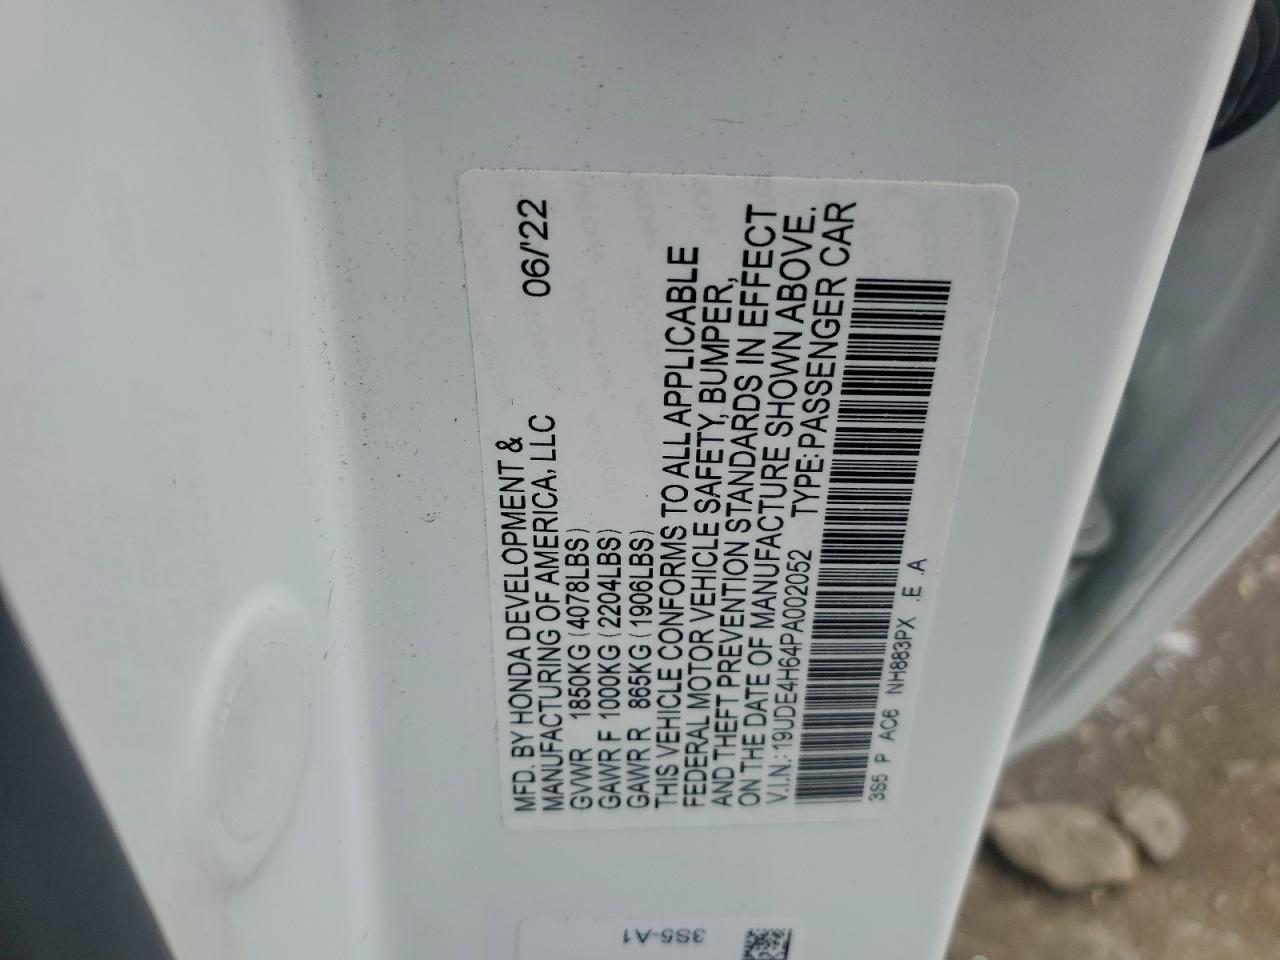 MFD. BY HONDA DEVELOPMENT &
MANUFACTURING OF AMERICA, LLC 06/'22
GVWR 1850KG (4078LBS)
GAWR F 1000KG (2204LBS)
GAWR R 865KG (1906LBS)
THIS VEHICLE CONFORMS TO ALL APPLICABLE
FEDERAL MOTOR VEHICLE SAFETY, BUMPER,
AND THEFT PREVENTION STANDARDS IN EFFECT
ON THE DATE OF MANUFACTURE SHOWN ABOVE.
V.I.N.: 19UDE4H64PA002052 TYPE: PASSENGER CAR
3S5 P AC6 NH883PX .E .A
3S5-A1